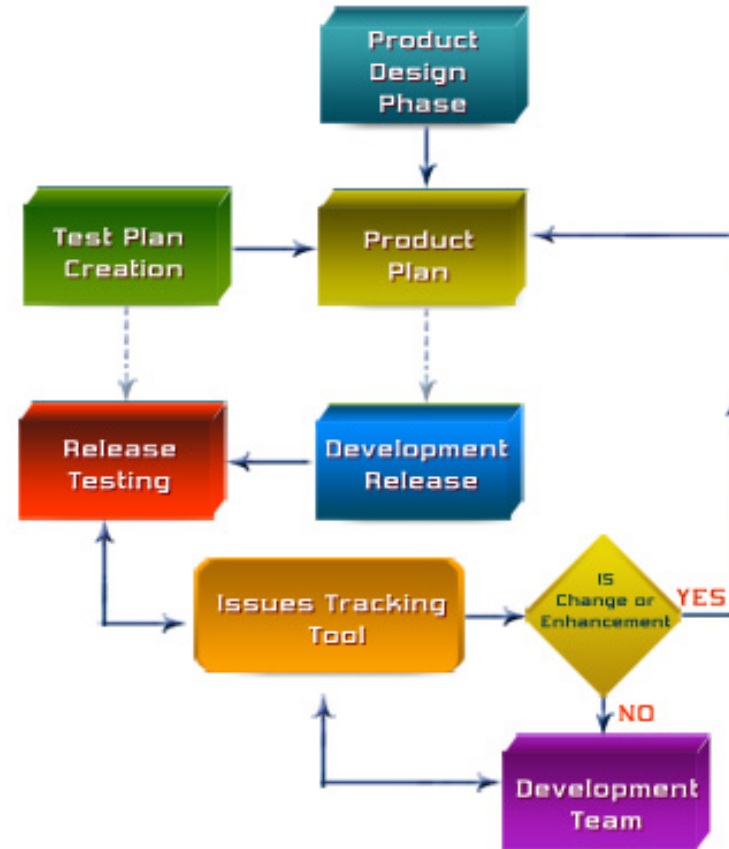 Product
Design
Phase
Test Plan
Creation
Product
Plan
Release
Testing
Development
Release
Issues Tracking
Tool
IS
Change or
Enhancement
YES
NO
Development
Team